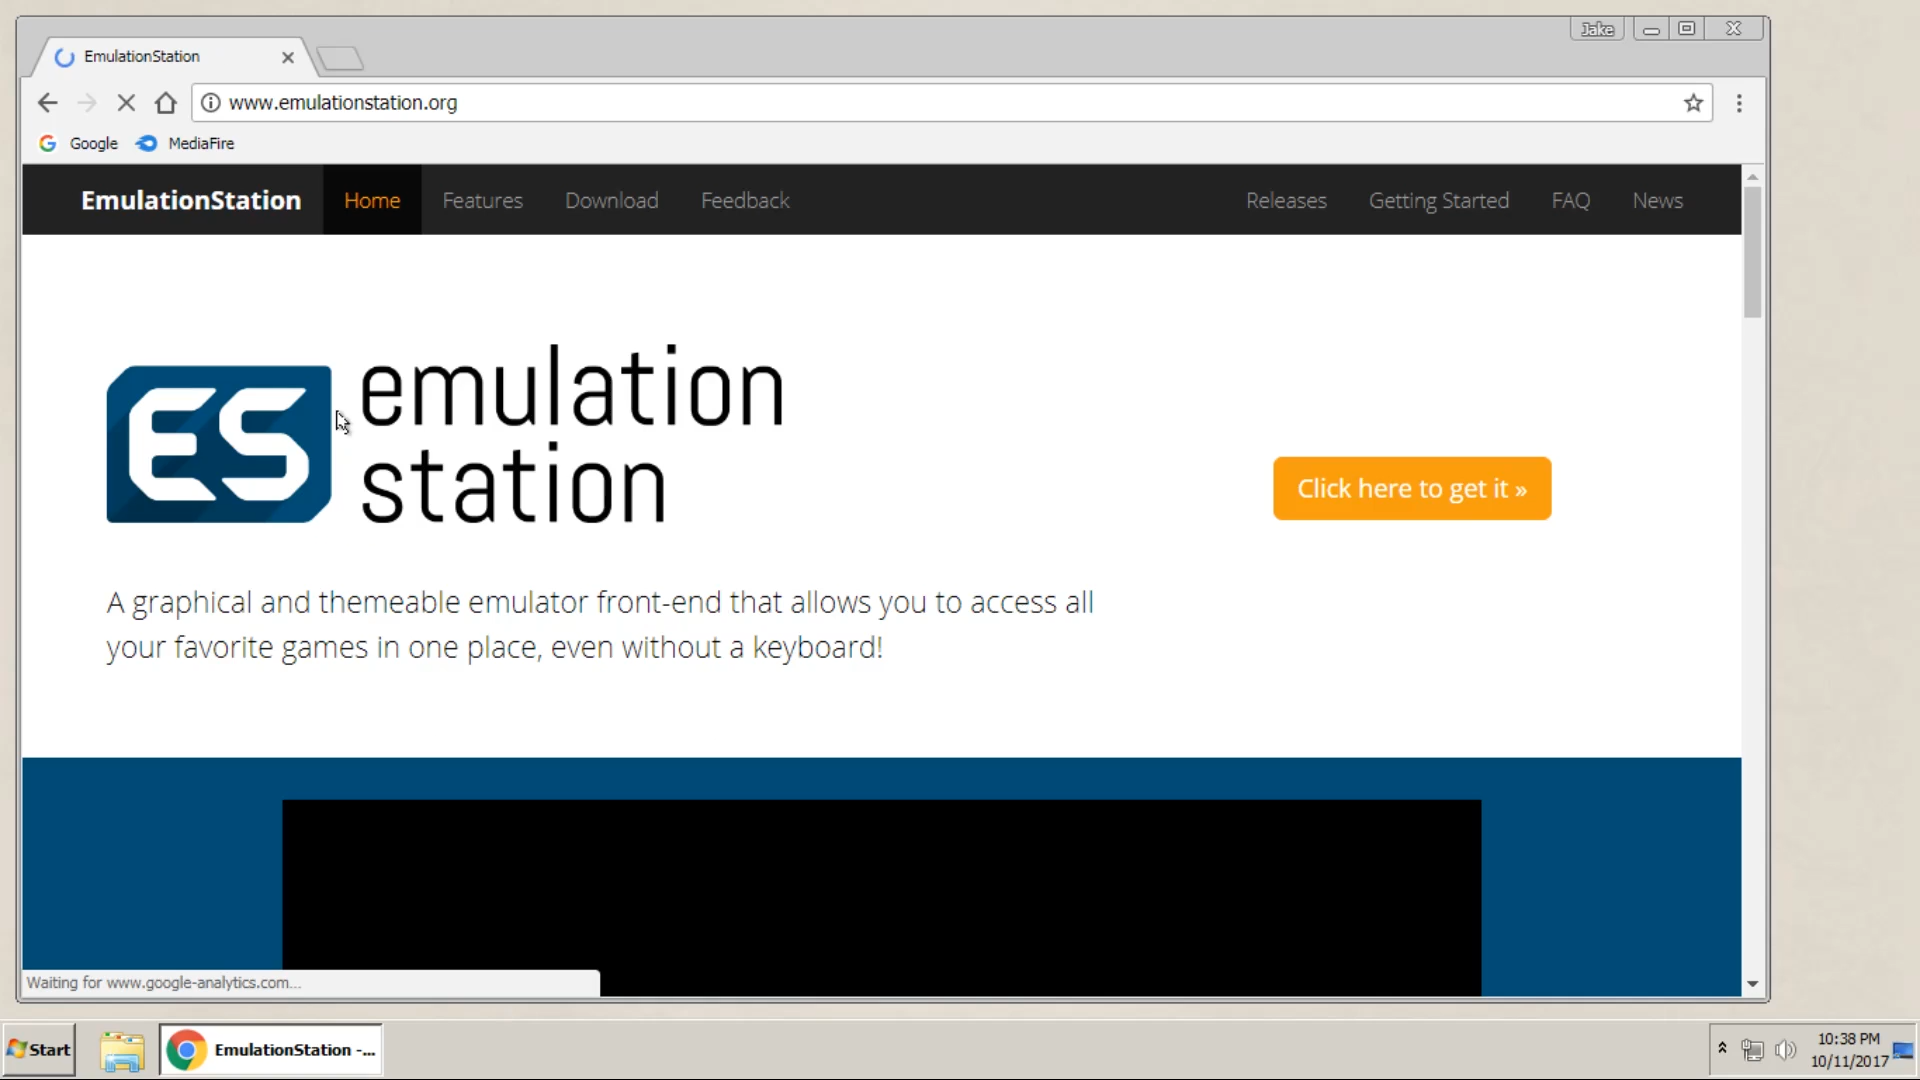 Jake
EmulationStation
www.emulationstation.org
Google
MediaFire
EmulationStation
Home
Features
Download
Feedback
Releases
Getting Started
FAQ
News
ES
emulation
station
Click here to get it »
A graphical and themeable emulator front-end that allows you to access all
your favorite games in one place, even without a keyboard!
Waiting for www.google-analytics.com...
Start
EmulationStation -...
10:38 PM
10/11/2017